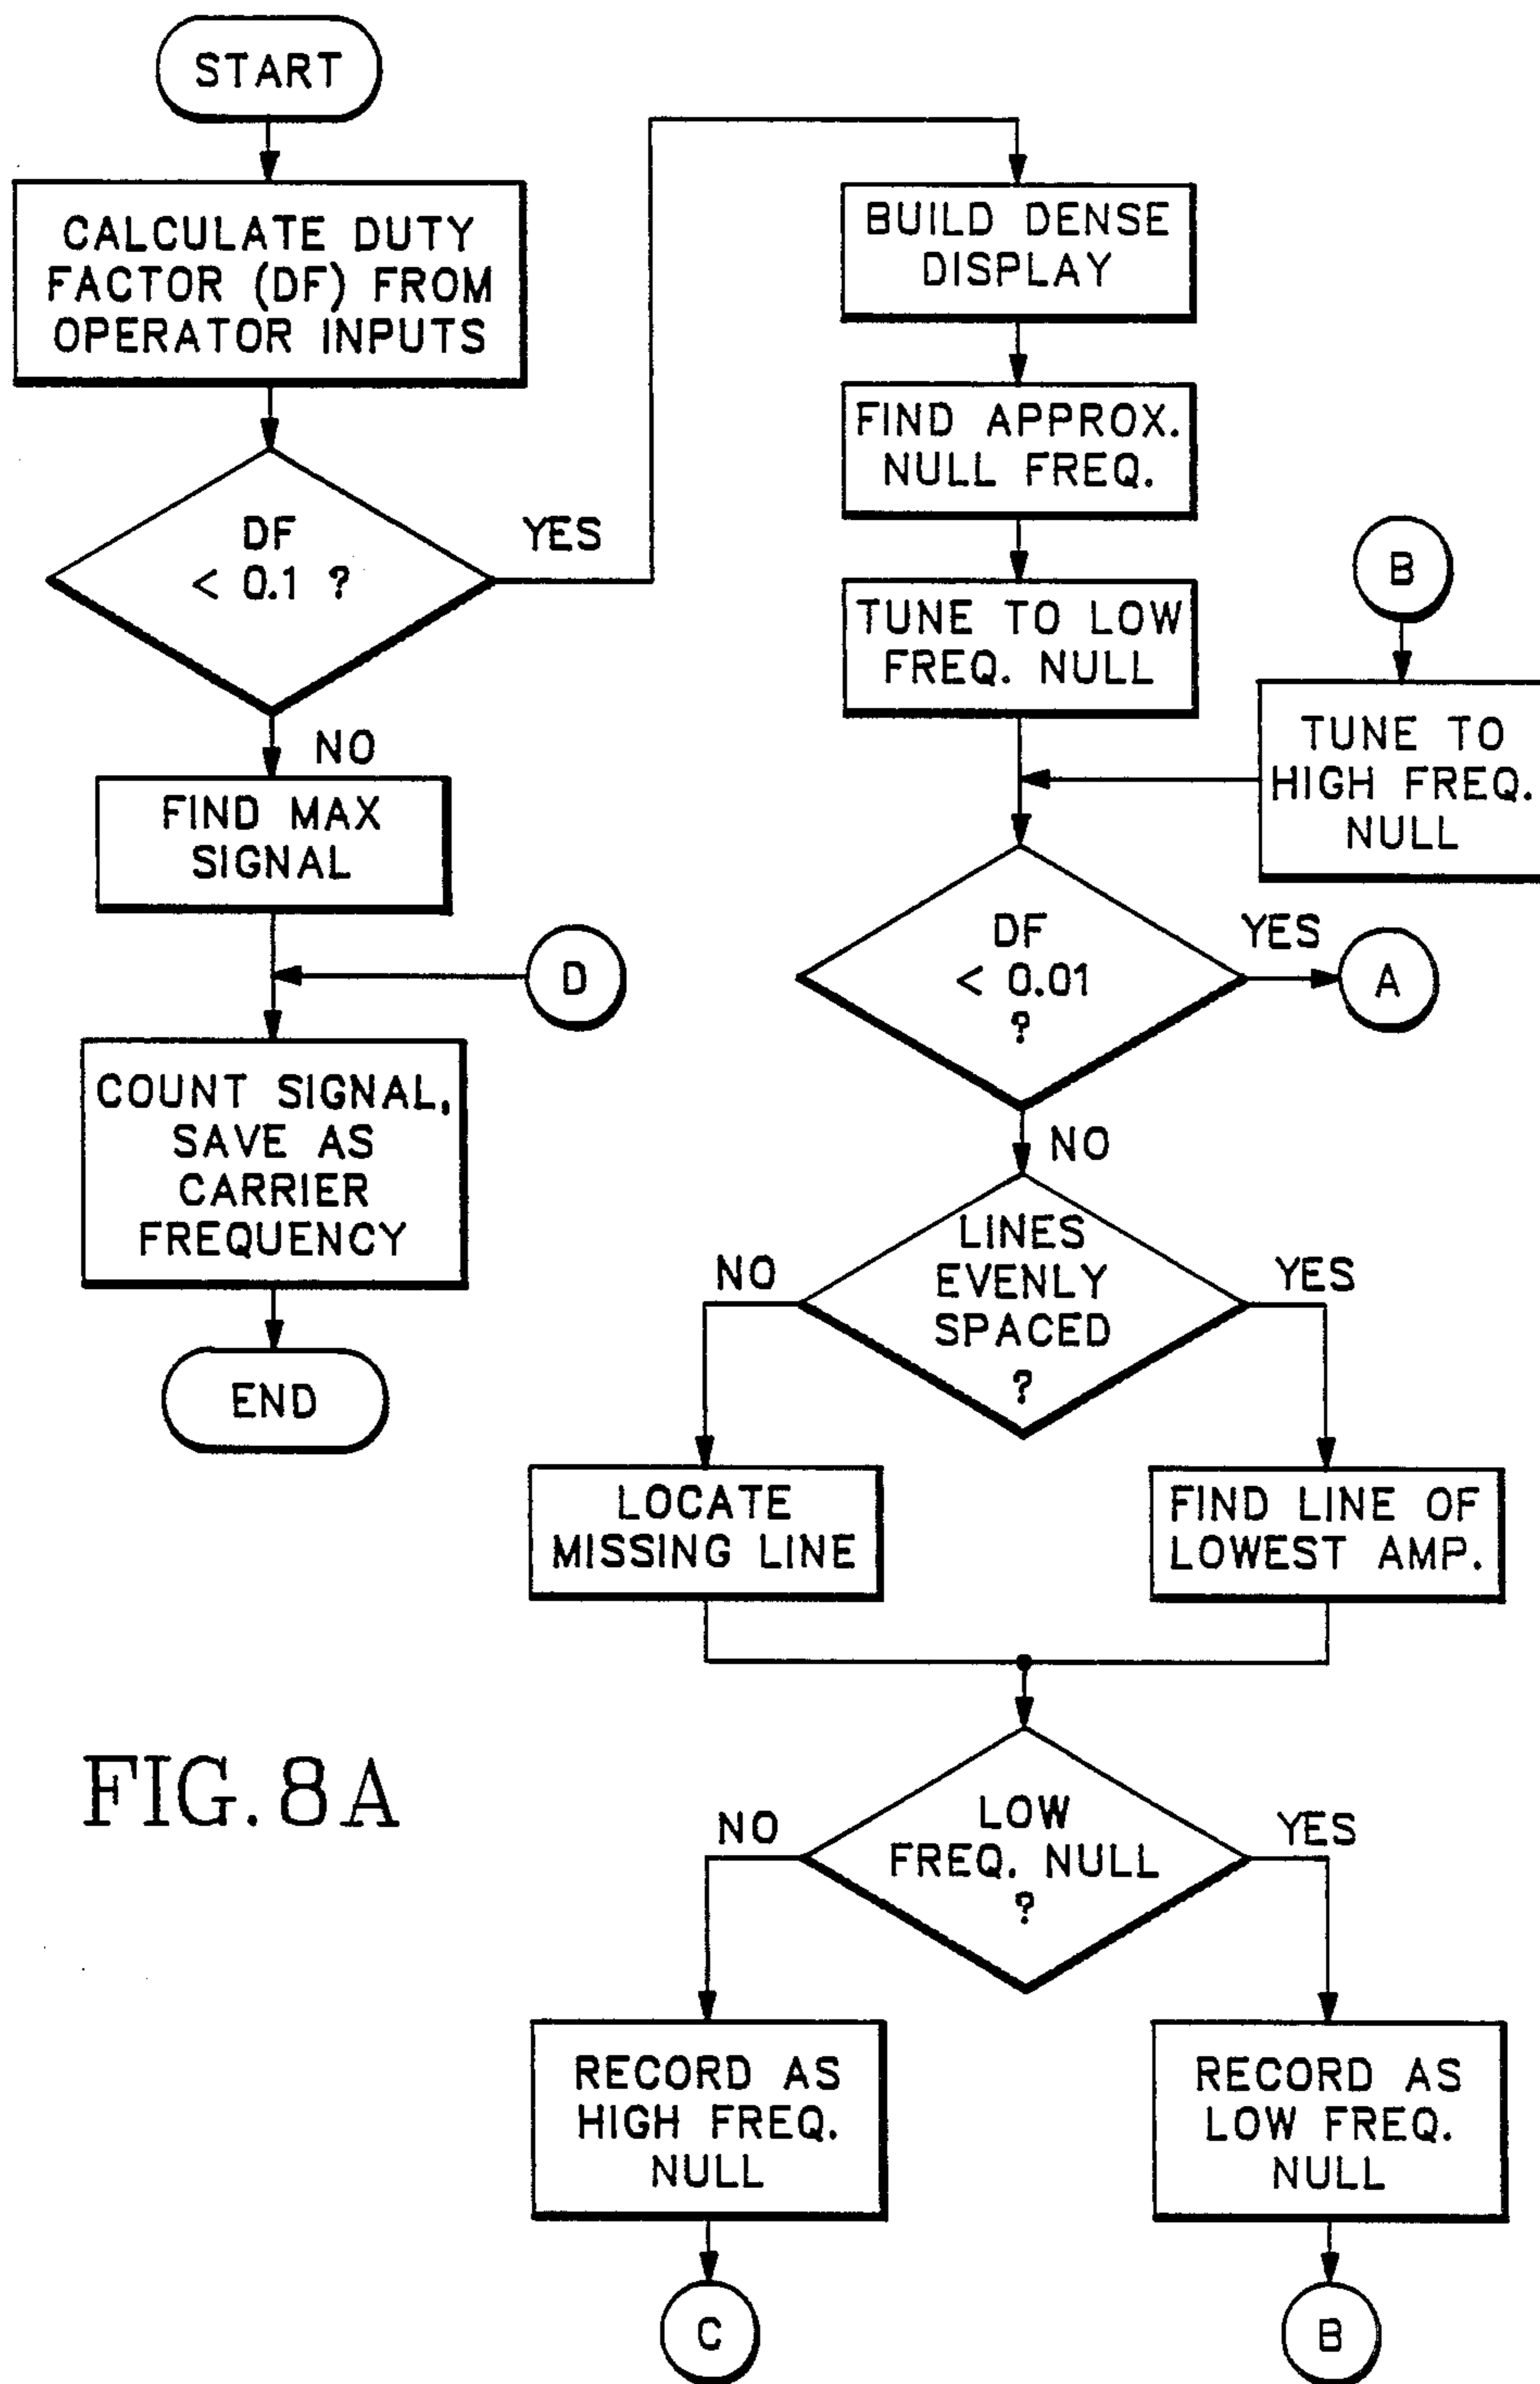 START
CALCULATE DUTY
FACTOR (DF) FROM
OPERATOR INPUTS
DF
< 0.1 ?
YES
NO
FIND MAX
SIGNAL
D
COUNT SIGNAL,
SAVE AS
CARRIER
FREQUENCY
END
BUILD DENSE
DISPLAY
FIND APPROX.
NULL FREQ.
TUNE TO LOW
FREQ. NULL
B
TUNE TO
HIGH FREQ.
NULL
DF
< 0.01
?
YES
A
NO
LINES
EVENLY
SPACED
?
NO
YES
LOCATE
MISSING LINE
FIND LINE OF
LOWEST AMP.
LOW
FREQ. NULL
?
NO
YES
RECORD AS
HIGH FREQ.
NULL
RECORD AS
LOW FREQ.
NULL
C
B
FIG. 8A